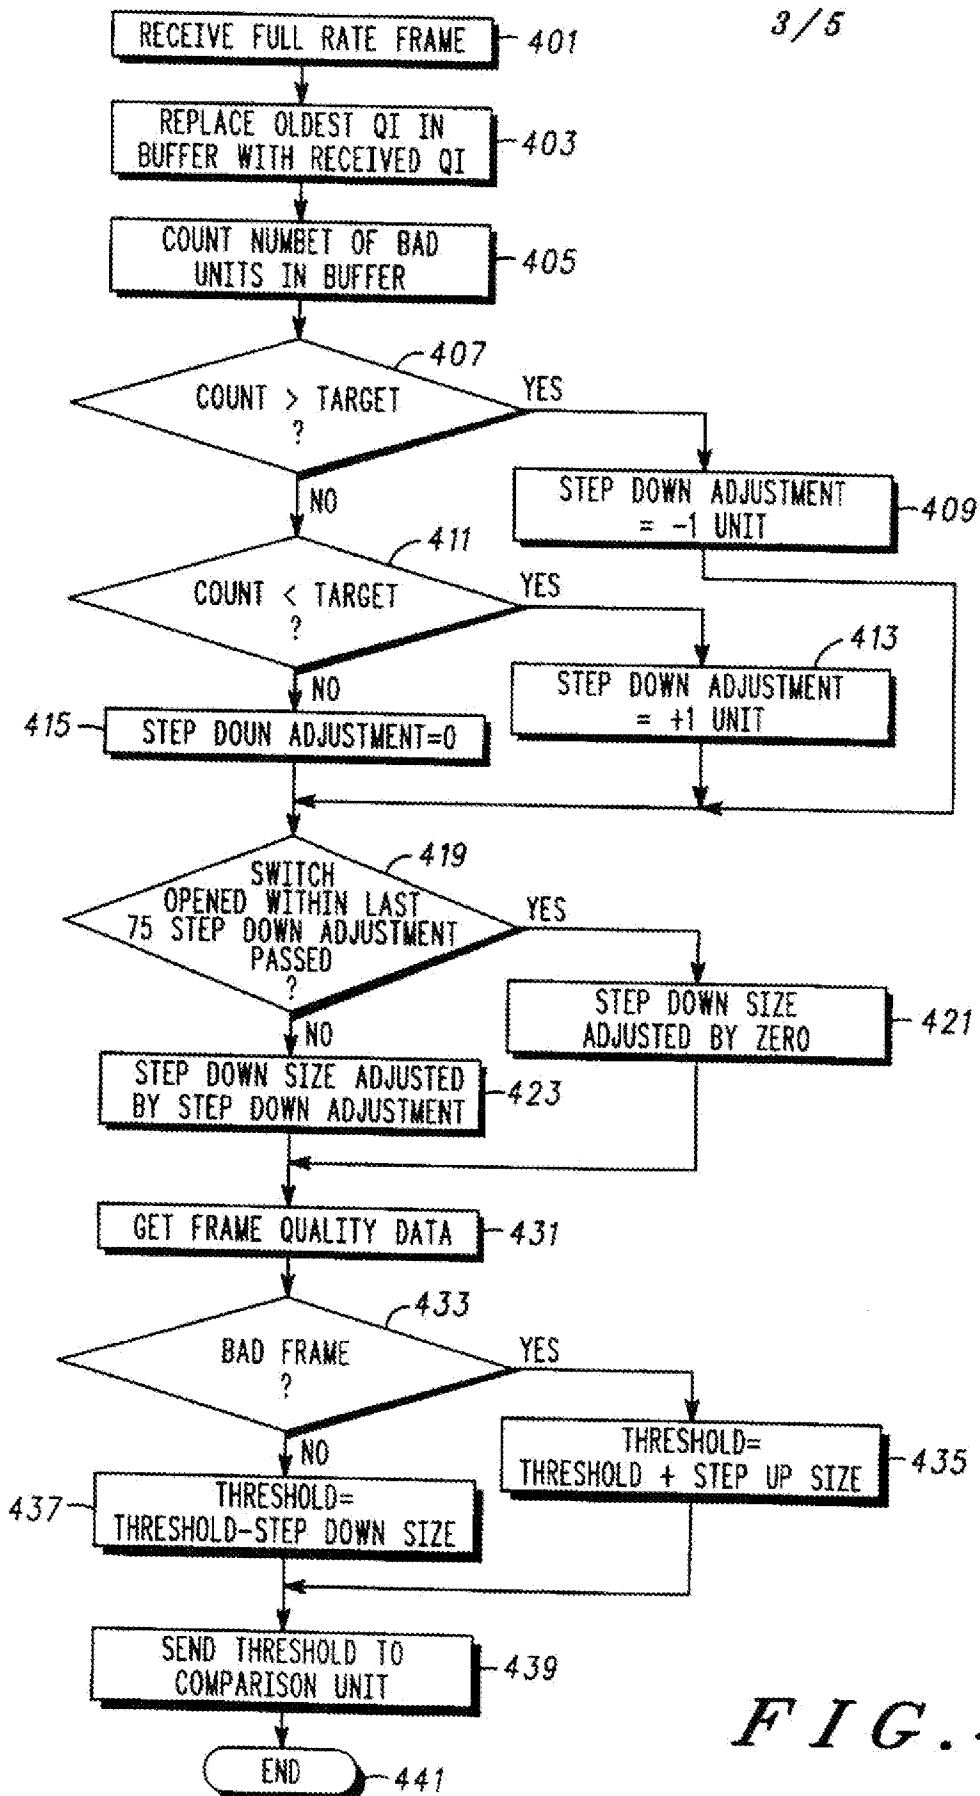 3/5
RECEIVE FULL RATE FRAME
401
REPLACE OLDEST QI IN
BUFFER WITH RECEIVED QI
403
COUNT NUMBET OF BAD
UNITS IN BUFFER
405
407
COUNT > TARGET
?
YES
NO
STEP DOWN ADJUSTMENT
= -1 UNIT
409
411
COUNT < TARGET
?
YES
NO
413
STEP DOWN ADJUSTMENT
= +1 UNIT
415
STEP DOUN ADJUSTMENT=0
419
SWITCH
OPENED WITHIN LAST
75 STEP DOWN ADJUSTMENT
PASSED
?
YES
NO
STEP DOWN SIZE
ADJUSTED BY ZERO
421
STEP DOWN SIZE ADJUSTED
BY STEP DOWN ADJUSTMENT
423
GET FRAME QUALITY DATA
431
433
BAD FRAME
?
YES
NO
THRESHOLD=
THRESHOLD + STEP UP SIZE
435
437
THRESHOLD=
THRESHOLD-STEP DOWN SIZE
SEND THRESHOLD TO
COMPARISON UNIT
439
FIG.
END
441